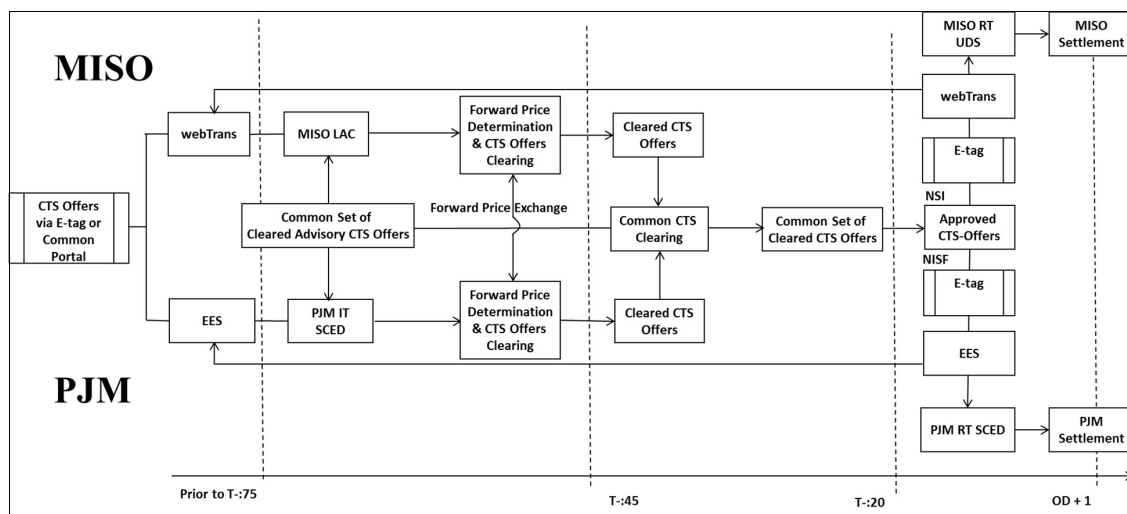 MISO
MISO RT
UDS
MISO
Settlement
webTrans
MISO LAC
Forward Price
Determination
& CTS Offers
Clearing
Cleared CTS
Offers
webTrans
E-tag
NSI
CTS Offers
via E-tag or
Common
Portal
Common Set of
Cleared Advisory CTS Offers
Forward Price Exchange
Common CTS
Clearing
Common Set of
Cleared CTS Offers
Approved
CTS-Offers
NISF
E-tag
EES
PJM IT
SCED
Forward Price
Determination
& CTS Offers
Clearing
Cleared CTS
Offers
EES
PJM
PJM RT SCED
PJM
Settlement
Prior to T-:75
T-:45
T-:20
OD + 1